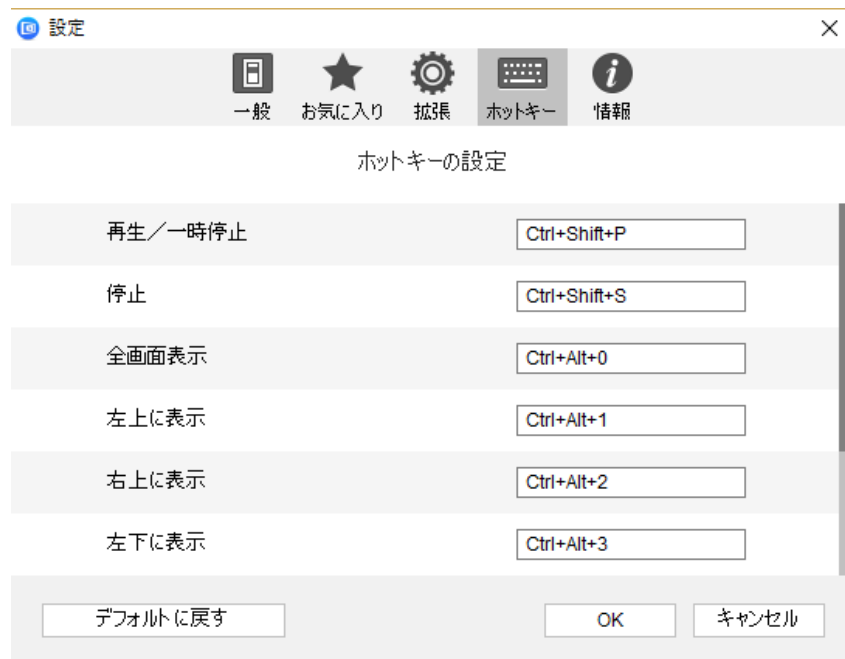 設定
一般 お気に入り 拡張 ホットキー 情報
ホットキーの設定
再生／一時停止 Ctrl+Shift+P
停止 Ctrl+Shift+S
全画面表示 Ctrl+Alt+0
左上に表示 Ctrl+Alt+1
右上に表示 Ctrl+Alt+2
左下に表示 Ctrl+Alt+3
デフォルトに戻す OK キャンセル